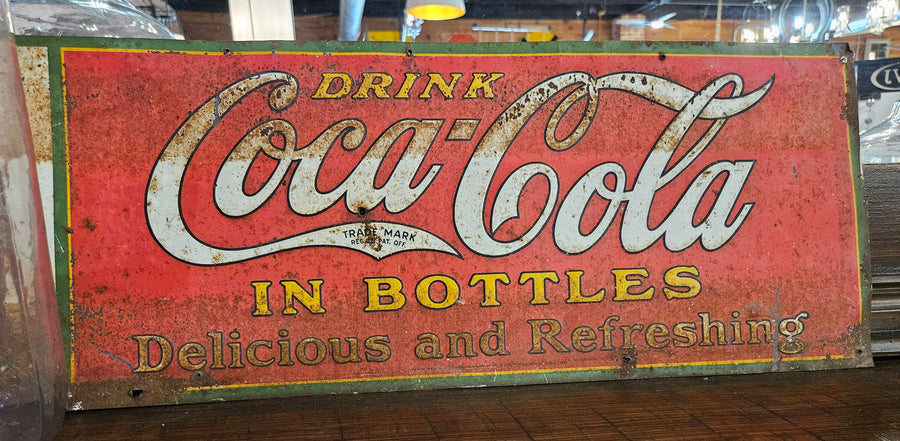 DRINK
Coca-Cola
TRADE MARK
REG. U.S. PAT. OFF.
IN BOTTLES
Delicious and Refreshing